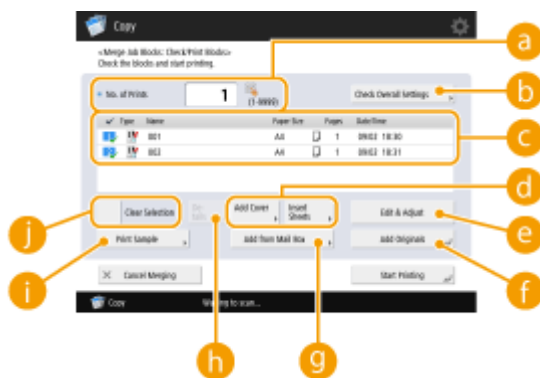 Copy
<Merge Job Blocks: Check/Print Blocks>
Check the blocks and start printing.
a
No. of Prints 1 (1-9999) Check Overall Settings b
✓ Type Name Paper Size Pages Date/Time
001 A4 1 09/03 18:30 c
003 A4 1 09/03 18:31
d
j Clear Selection De-tails Add Cover Insert Sheets Edit & Adjust e
Print Sample Add from Mail Box Add Originals
× Cancel Merging Start Printing
i h g f
Copy Waiting to scan...